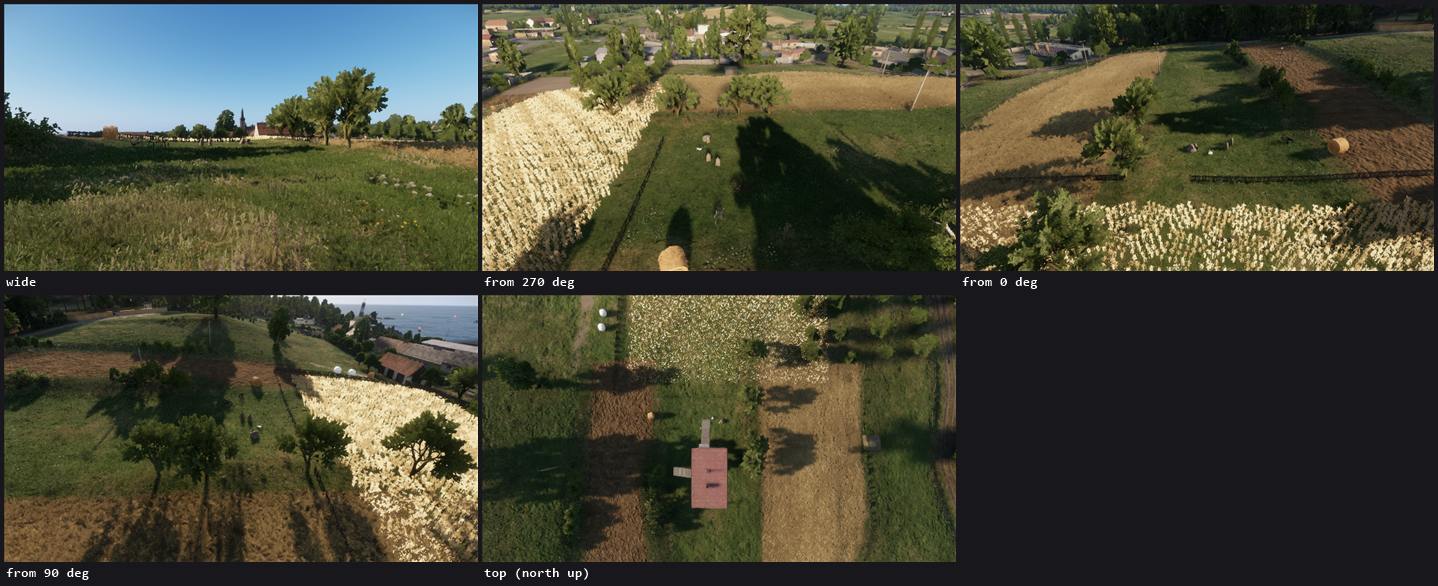 wide
from 270 deg
from 0 deg
from 90 deg
top (north up)